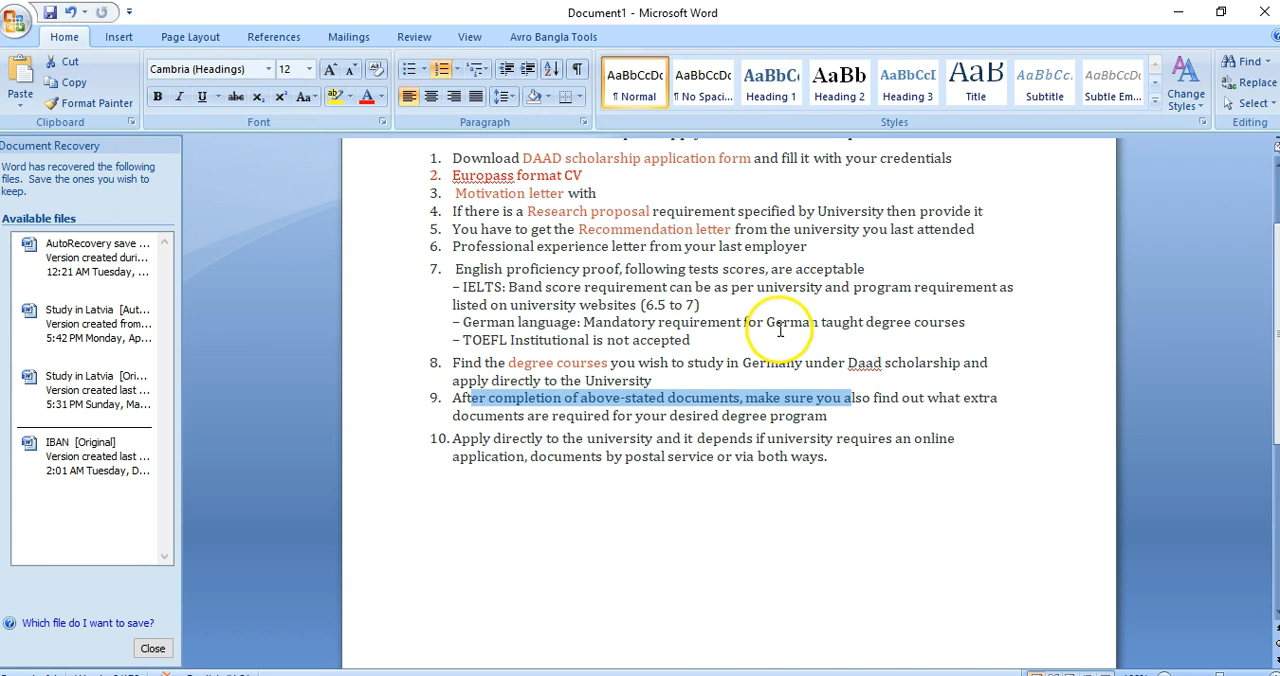 Document1 - Microsoft Word
Home Insert Page Layout References Mailings Review View Avro Bangla Tools
Paste
Cut
Copy
Format Painter
Clipboard
Cambria (Headings) 12
B I U abc X₂ X² Aa
Font
Paragraph
AaBbCcDc AaBbCcDc AaBbC AaBb AaBbCcI AaB AaBbCcI AaBbCcDc
¶ Normal ¶ No Spaci... Heading 1 Heading 2 Heading 3 Title Subtitle Subtle Em...
Change Styles
Styles
Find
Replace
Select
Editing
Document Recovery
Word has recovered the following
files. Save the ones you wish to
keep.
Available files
AutoRecovery save ...
Version created duri...
12:21 AM Tuesday, ...
Study in Latvia [Aut...
Version created from...
5:42 PM Monday, ...
Study in Latvia [Ori...
Version created last ...
5:31 PM Sunday, Ma...
IBAN [Original]
Version created last ...
2:01 AM Tuesday, D...
Which file do I want to save?
Close
1. Download DAAD scholarship application form and fill it with your credentials
2. Europass format CV
3. Motivation letter with
4. If there is a Research proposal requirement specified by University then provide it
5. You have to get the Recommendation letter from the university you last attended
6. Professional experience letter from your last employer
7. English proficiency proof, following tests scores, are acceptable
– IELTS: Band score requirement can be as per university and program requirement as
listed on university websites (6.5 to 7)
– German language: Mandatory requirement for German taught degree courses
– TOEFL Institutional is not accepted
8. Find the degree courses you wish to study in Germany under Daad scholarship and
apply directly to the University
9. After completion of above-stated documents, make sure you also find out what extra
documents are required for your desired degree program
10. Apply directly to the university and it depends if university requires an online
application, documents by postal service or via both ways.